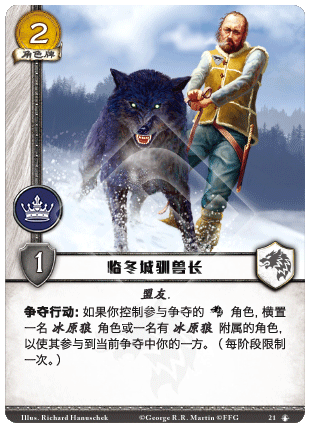 2
角色牌
1
临冬城驯兽长
盟友.
争夺行动: 如果你控制参与争夺的 角色, 横置
一名 冰原狼 角色或一名有 冰原狼 附属的角色,
以使其参与到当前争夺中你的一方。(每阶段限制
一次。)
Illus. Richard Hanuschek
©George R.R. Martin ©FFG
21